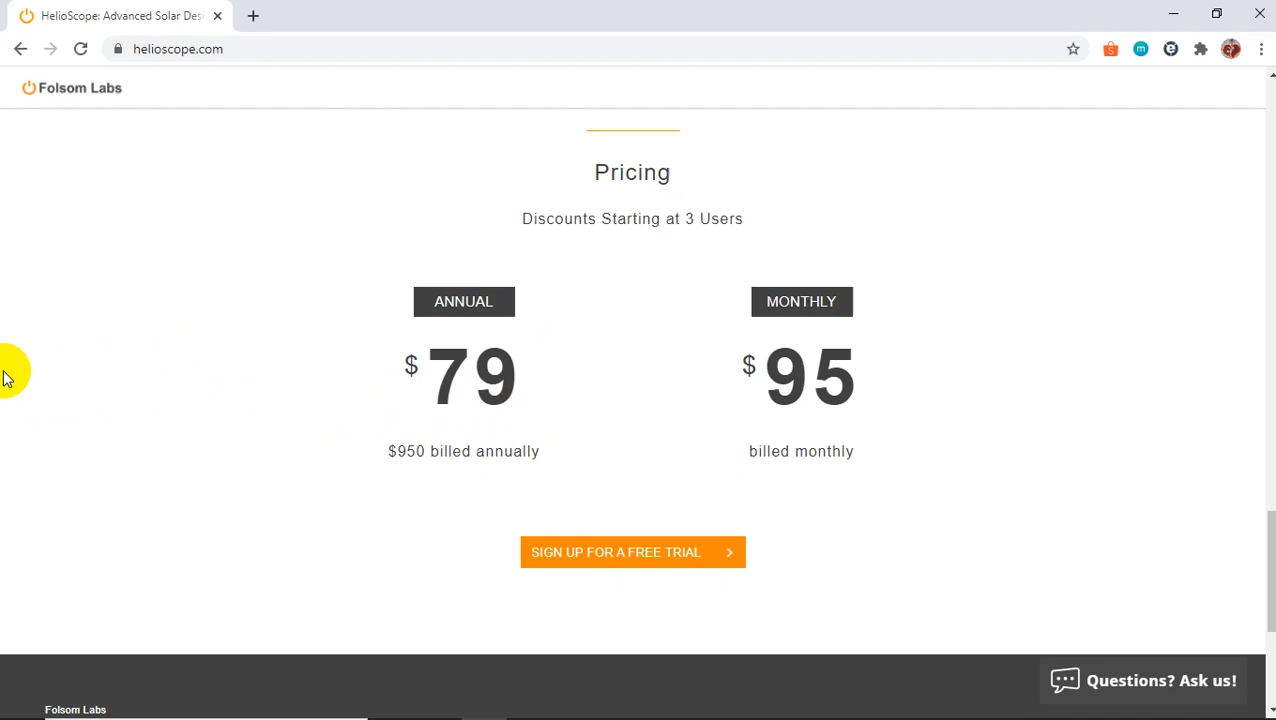 HelioScope: Advanced Solar Des
helioscope.com
Folsom Labs
Pricing
Discounts Starting at 3 Users
ANNUAL
MONTHLY
$79
$95
$950 billed annually
billed monthly
SIGN UP FOR A FREE TRIAL
Questions? Ask us!
Folsom Labs